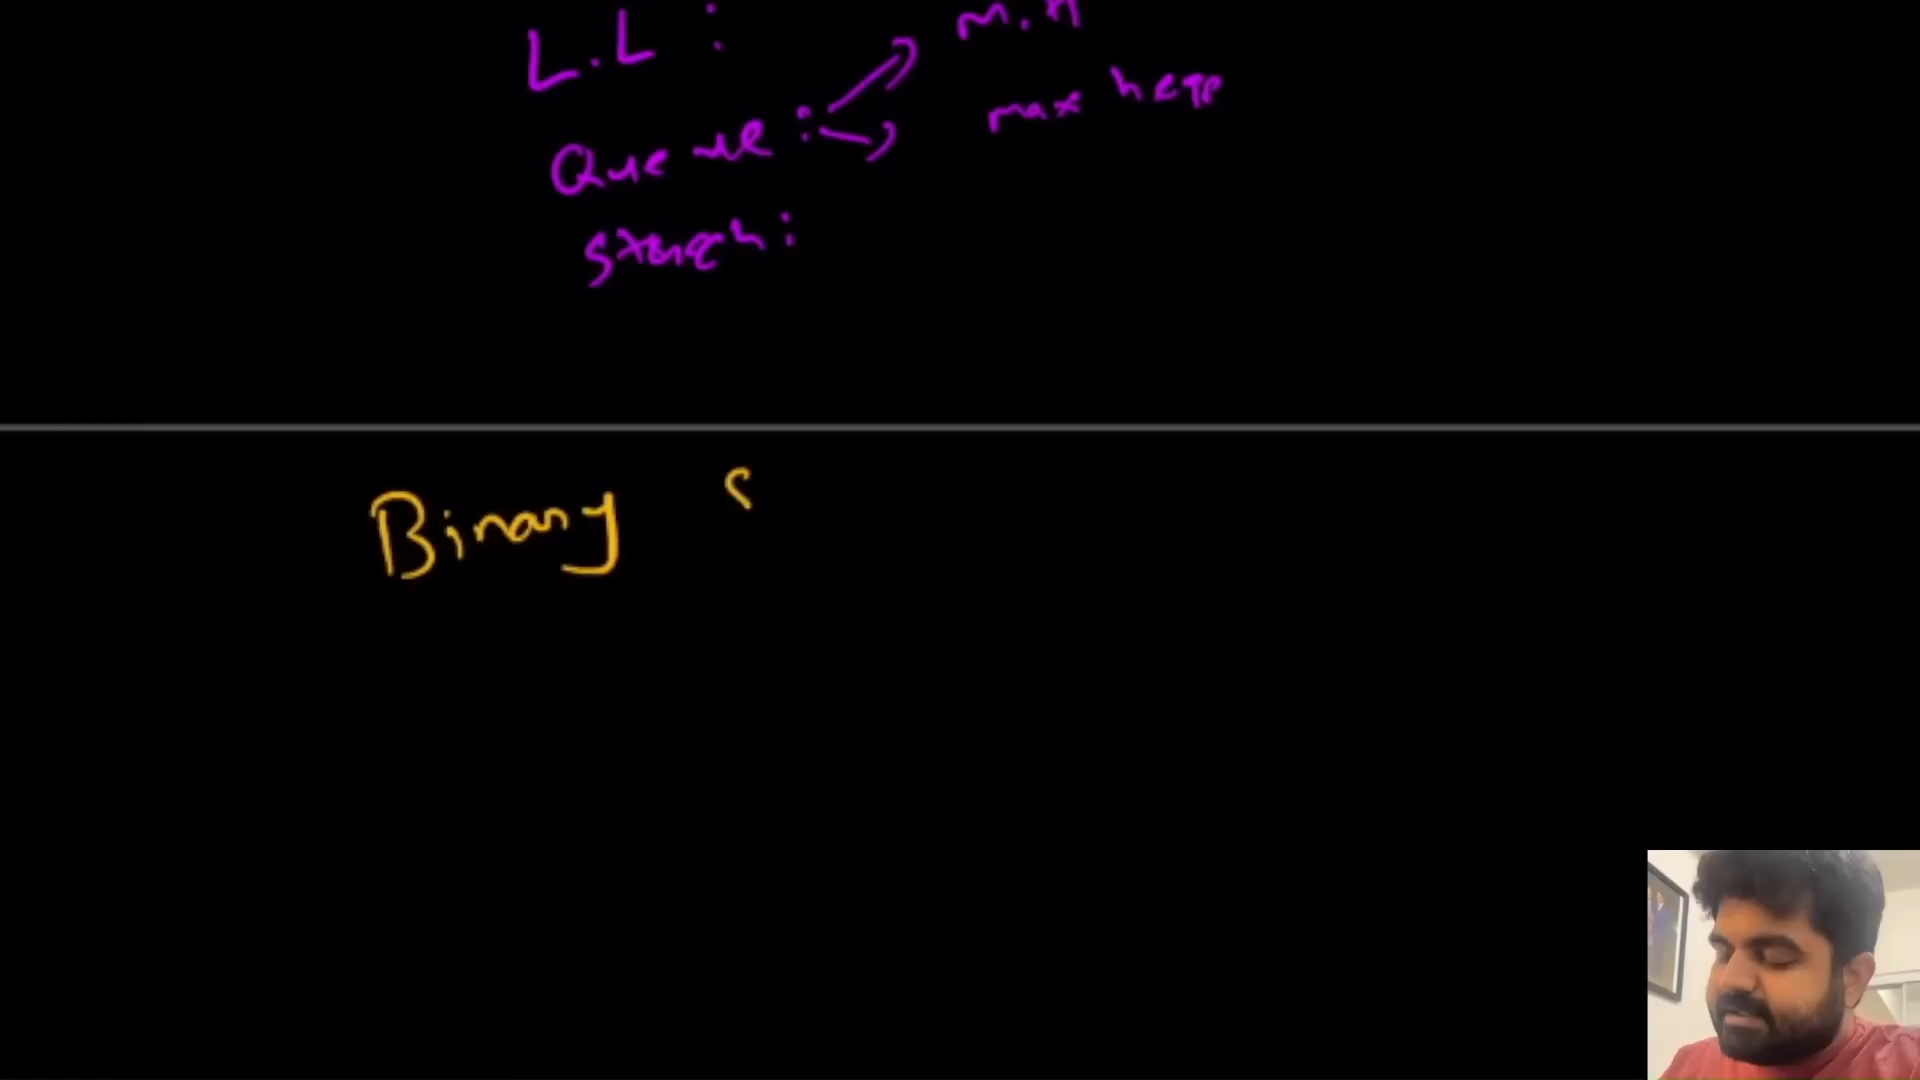 L.L :
M.H
Queue :
max heap
Binary S